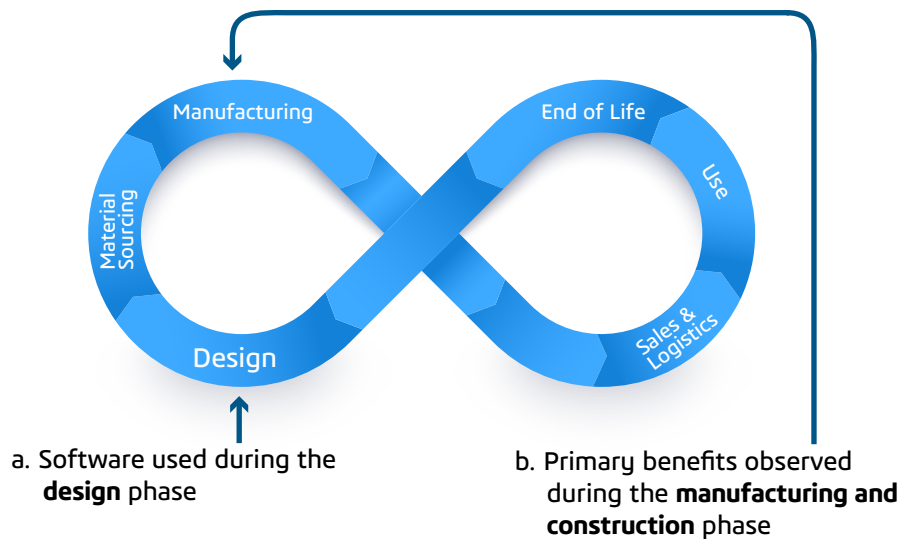 Manufacturing
End of Life
Use
Material
Sourcing
Sales &
Logistics
Design
a. Software used during the
design phase
b. Primary benefits observed
during the manufacturing and
construction phase